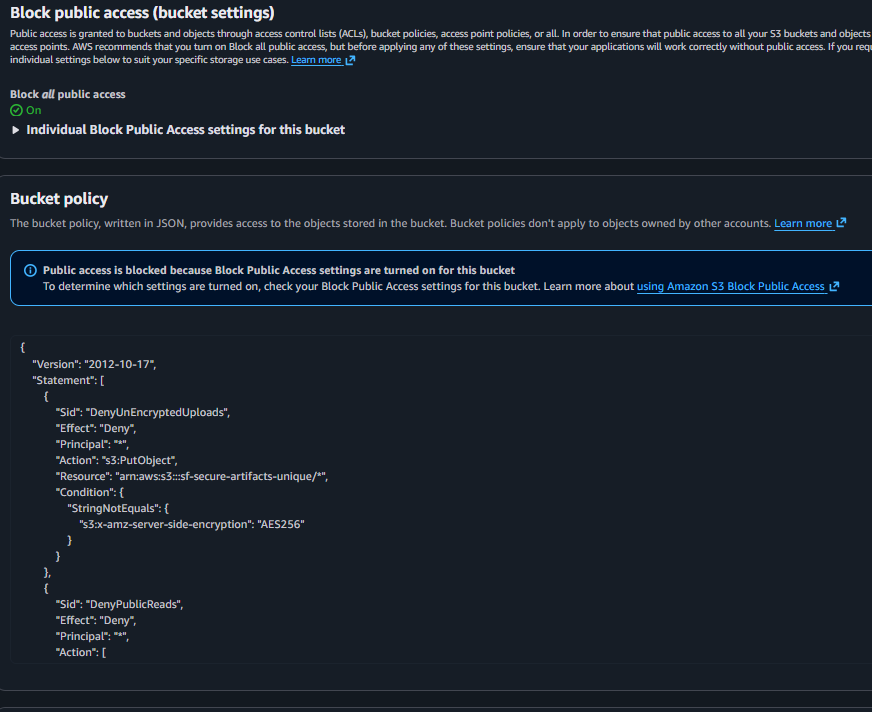 Block public access (bucket settings)
Public access is granted to buckets and objects through access control lists (ACLs), bucket policies, access point policies, or all. In order to ensure that public access to all your S3 buckets and objects
access points. AWS recommends that you turn on Block all public access, but before applying any of these settings, ensure that your applications will work correctly without public access. If you
individual settings below to suit your specific storage use cases. Learn more
Block all public access
On
Individual Block Public Access settings for this bucket
Bucket policy
The bucket policy, written in JSON, provides access to the objects stored in the bucket. Bucket policies don't apply to objects owned by other accounts. Learn more
Public access is blocked because Block Public Access settings are turned on for this bucket
To determine which settings are turned on, check your Block Public Access settings for this bucket. Learn more about using Amazon S3 Block Public Access
{
"Version": "2012-10-17",
"Statement": [
{
"Sid": "DenyUnEncryptedUploads",
"Effect": "Deny",
"Principal": "*",
"Action": "s3:PutObject",
"Resource": "arn:aws:s3:::sf-secure-artifacts-unique/*",
"Condition": {
"StringNotEquals": {
"s3:x-amz-server-side-encryption": "AES256"
}
}
},
{
"Sid": "DenyPublicReads",
"Effect": "Deny",
"Principal": "*",
"Action": [